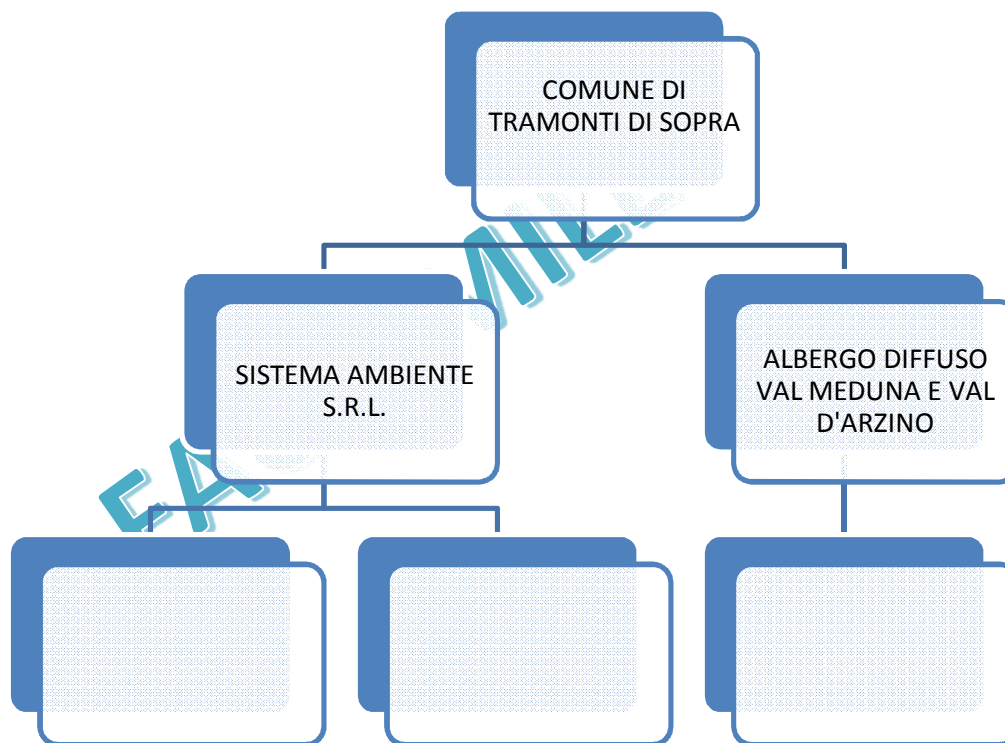 COMUNE DI
TRAMONTI DI SOPRA
SISTEMA AMBIENTE
S.R.L.
ALBERGO DIFFUSO
VAL MEDUNA E VAL
D'ARZINO